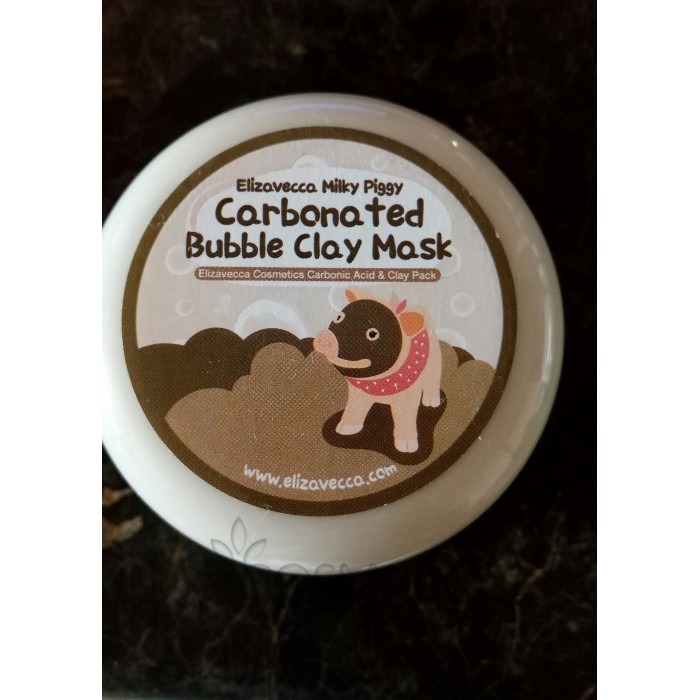 Elizavecca Milky Piggy
Carbonated
Bubble Clay Mask
Elizavecca Cosmetics Carbonic Acid & Clay Pack
www.elizavecca.com